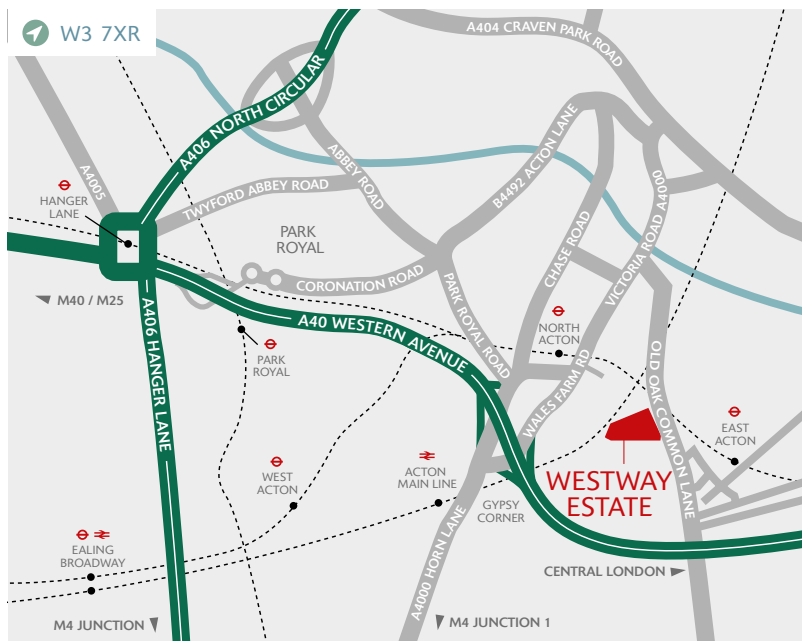 W3 7XR
A404 CRAVEN PARK ROAD
A406 NORTH CIRCULAR
A4005
ABBEY ROAD
B4492 ACTON LANE
TWYFORD ABBEY ROAD
HANGER
LANE
PARK
ROYAL
CHASE ROAD
VICTORIA ROAD A4000
CORONATION ROAD
M40 / M25
A40 WESTERN AVENUE
PARK ROYAL ROAD
NORTH
ACTON
A406 HANGER LANE
PARK
ROYAL
WALES FARM RD
OLD OAK COMMON LANE
EAST
ACTON
WEST
ACTON
ACTON
MAIN LINE
WESTWAY
ESTATE
GYPSY
CORNER
EALING
BROADWAY
A4000 HORN LANE
CENTRAL LONDON
M4 JUNCTION
M4 JUNCTION 1